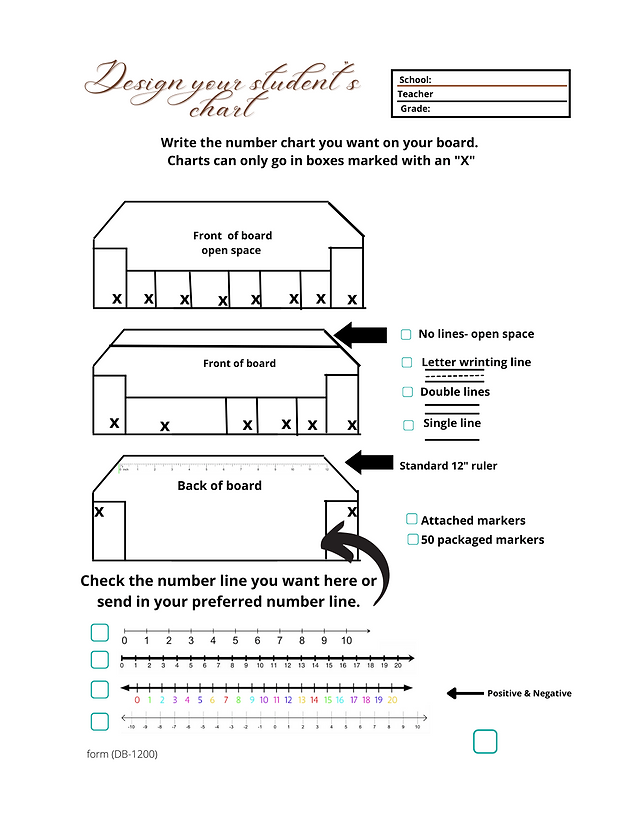 Design your student's
chart
School:
Teacher
Grade:
Write the number chart you want on your board.
Charts can only go in boxes marked with an "X"
Front of board
open space
X X X X X X X X
No lines- open space
Front of board
Letter wrinting line
Double lines
Single line
X X X X X X
Standard 12" ruler
Back of board
X X
Attached markers
50 packaged markers
Check the number line you want here or
send in your preferred number line.
0 1 2 3 4 5 6 7 8 9 10
0 1 2 3 4 5 6 7 8 9 10 11 12 13 14 15 16 17 18 19 20
0 1 2 3 4 5 6 7 8 9 10 11 12 13 14 15 16 17 18 19 20
Positive & Negative
-10 -9 -8 -7 -6 -5 -4 -3 -2 -1 0 1 2 3 4 5 6 7 8 9 10
form (DB-1200)